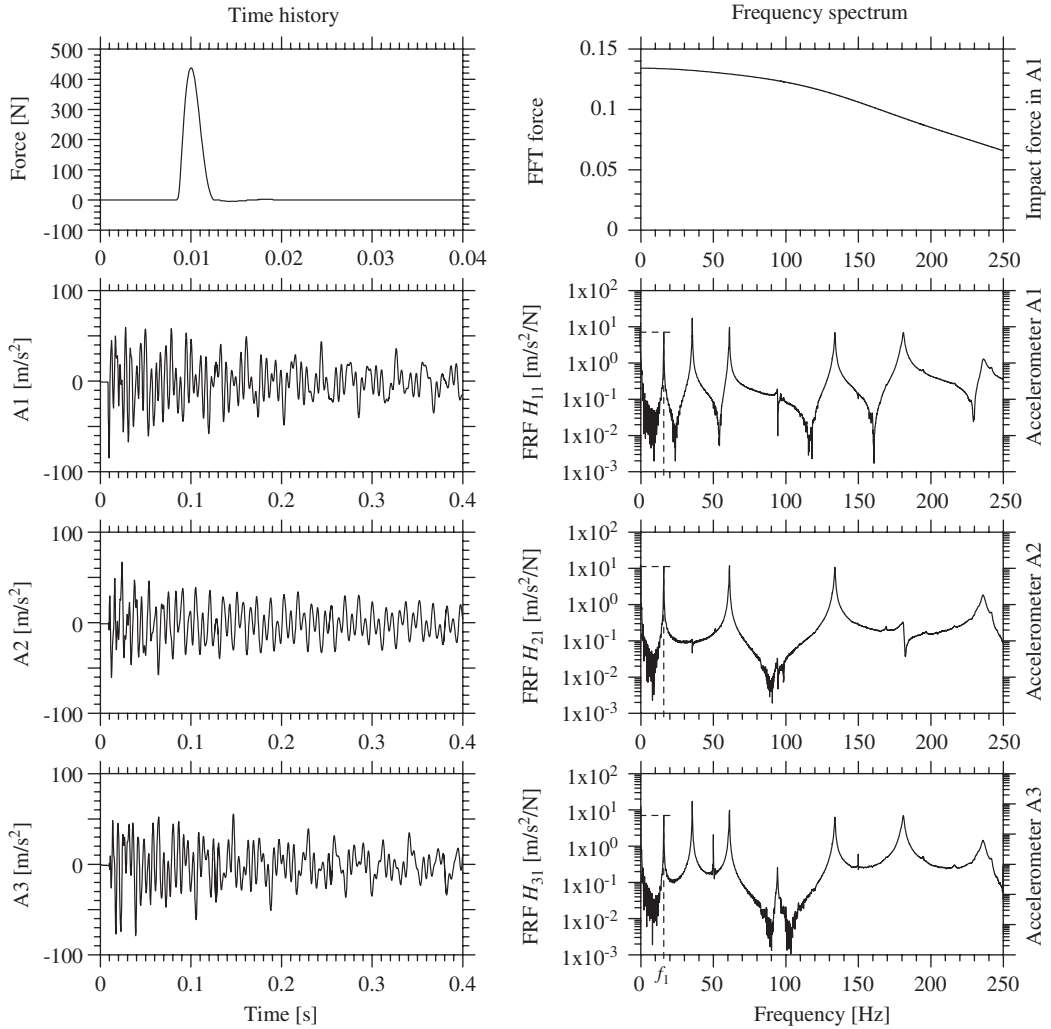 Time history
Frequency spectrum
Force [N]
500
400
300
200
100
0
-100
0 0.01 0.02 0.03 0.04
FFT force
0.15
0.1
0.05
0
0 50 100 150 200 250
Impact force in A1
A1 [m/s²]
100
0
-100
0 0.1 0.2 0.3 0.4
FRF H₁₁ [m/s²/N]
1x10²
1x10¹
1x10⁰
1x10⁻¹
1x10⁻²
1x10⁻³
0 50 100 150 200 250
Accelerometer A1
A2 [m/s²]
100
0
-100
0 0.1 0.2 0.3 0.4
FRF H₂₁ [m/s²/N]
1x10²
1x10¹
1x10⁰
1x10⁻¹
1x10⁻²
1x10⁻³
0 50 100 150 200 250
Accelerometer A2
A3 [m/s²]
100
0
-100
0 0.1 0.2 0.3 0.4
Time [s]
FRF H₃₁ [m/s²/N]
1x10²
1x10¹
1x10⁰
1x10⁻¹
1x10⁻²
1x10⁻³
0 f₁ 50 100 150 200 250
Frequency [Hz]
Accelerometer A3